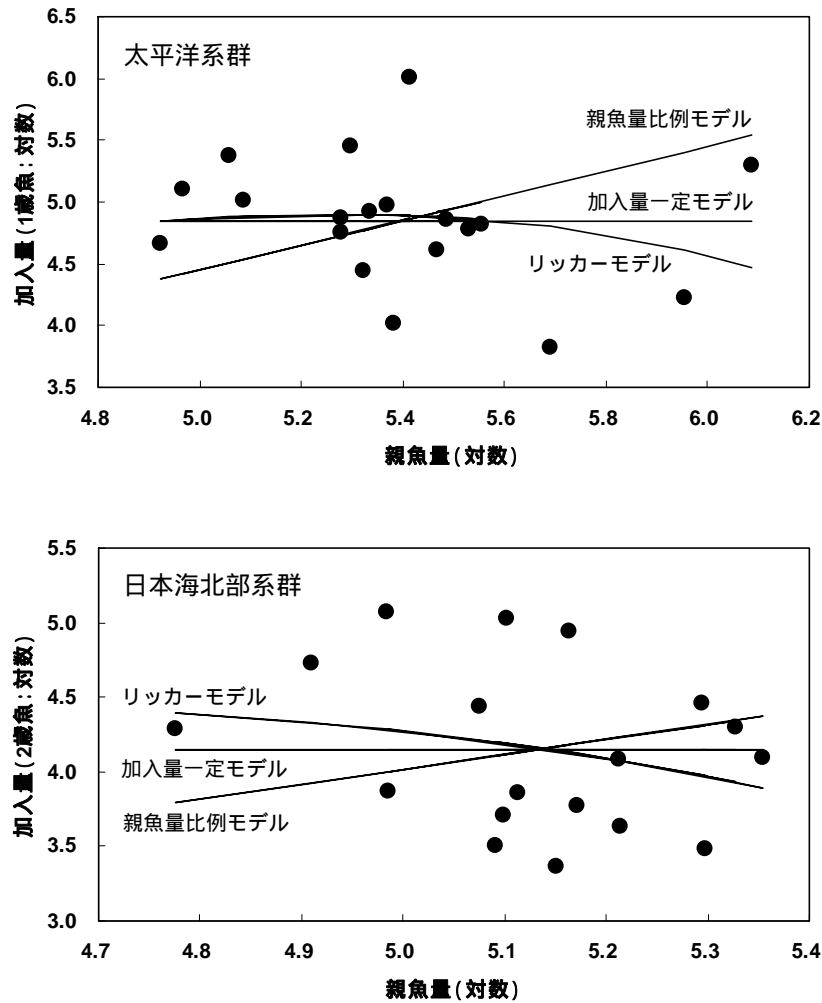 太平洋系群
親魚量比例モデル
加入量一定モデル
リッカーモデル
加入量(1歳魚:対数)
6.5
6.0
5.5
5.0
4.5
4.0
3.5
4.8 5.0 5.2 5.4 5.6 5.8 6.0 6.2
親魚量(対数)
日本海北部系群
リッカーモデル
加入量一定モデル
親魚量比例モデル
加入量(2歳魚:対数)
5.5
5.0
4.5
4.0
3.5
3.0
4.7 4.8 4.9 5.0 5.1 5.2 5.3 5.4
親魚量(対数)